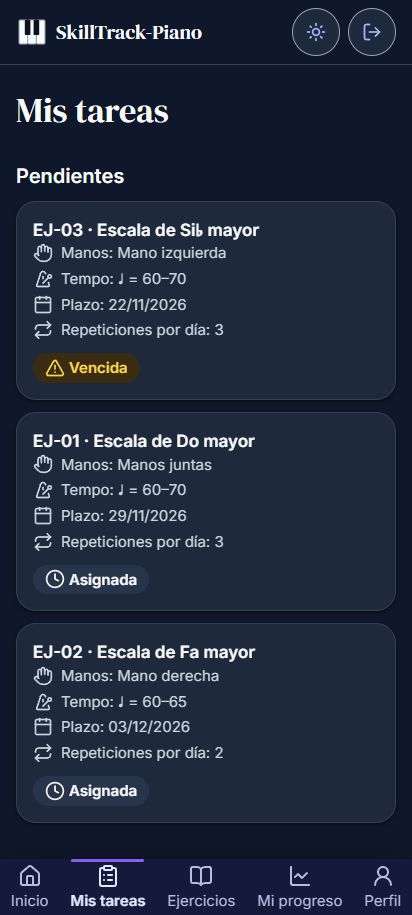 SkillTrack-Piano
Mis tareas
Pendientes
EJ-03 · Escala de Si♭ mayor
Manos: Mano izquierda
Tempo: ♩ = 60–70
Plazo: 22/11/2026
Repeticiones por día: 3
Vencida
EJ-01 · Escala de Do mayor
Manos: Manos juntas
Tempo: ♩ = 60–70
Plazo: 29/11/2026
Repeticiones por día: 3
Asignada
EJ-02 · Escala de Fa mayor
Manos: Mano derecha
Tempo: ♩ = 60–65
Plazo: 03/12/2026
Repeticiones por día: 2
Asignada
Inicio
Mis tareas
Ejercicios
Mi progreso
Perfil